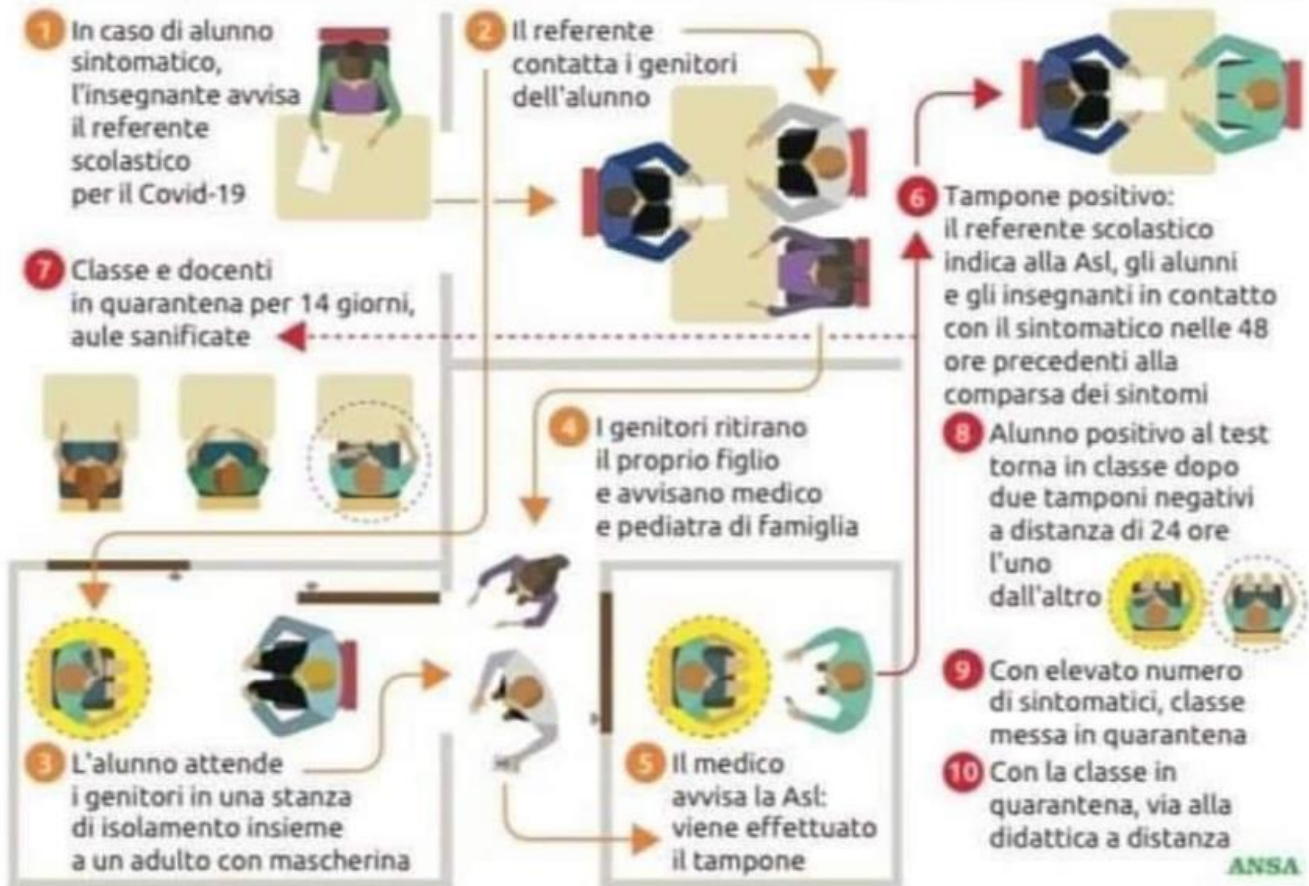 1 In caso di alunno
sintomatico,
l'insegnante avvisa
il referente
scolastico
per il Covid-19
2 Il referente
contatta i genitori
dell'alunno
3 L'alunno attende
i genitori in una stanza
di isolamento insieme
a un adulto con mascherina
4 I genitori ritirano
il proprio figlio
e avvisano medico
e pediatra di famiglia
5 Il medico
avvisa la Asl:
viene effettuato
il tampone
6 Tampone positivo:
il referente scolastico
indica alla Asl, gli alunni
e gli insegnanti in contatto
con il sintomatico nelle 48
ore precedenti alla
comparsa dei sintomi
7 Classe e docenti
in quarantena per 14 giorni,
aule sanificate
8 Alunno positivo al test
torna in classe dopo
due tamponi negativi
a distanza di 24 ore
l'uno
dall'altro
9 Con elevato numero
di sintomatici, classe
messa in quarantena
10 Con la classe in
quarantena, via alla
didattica a distanza
ANSA